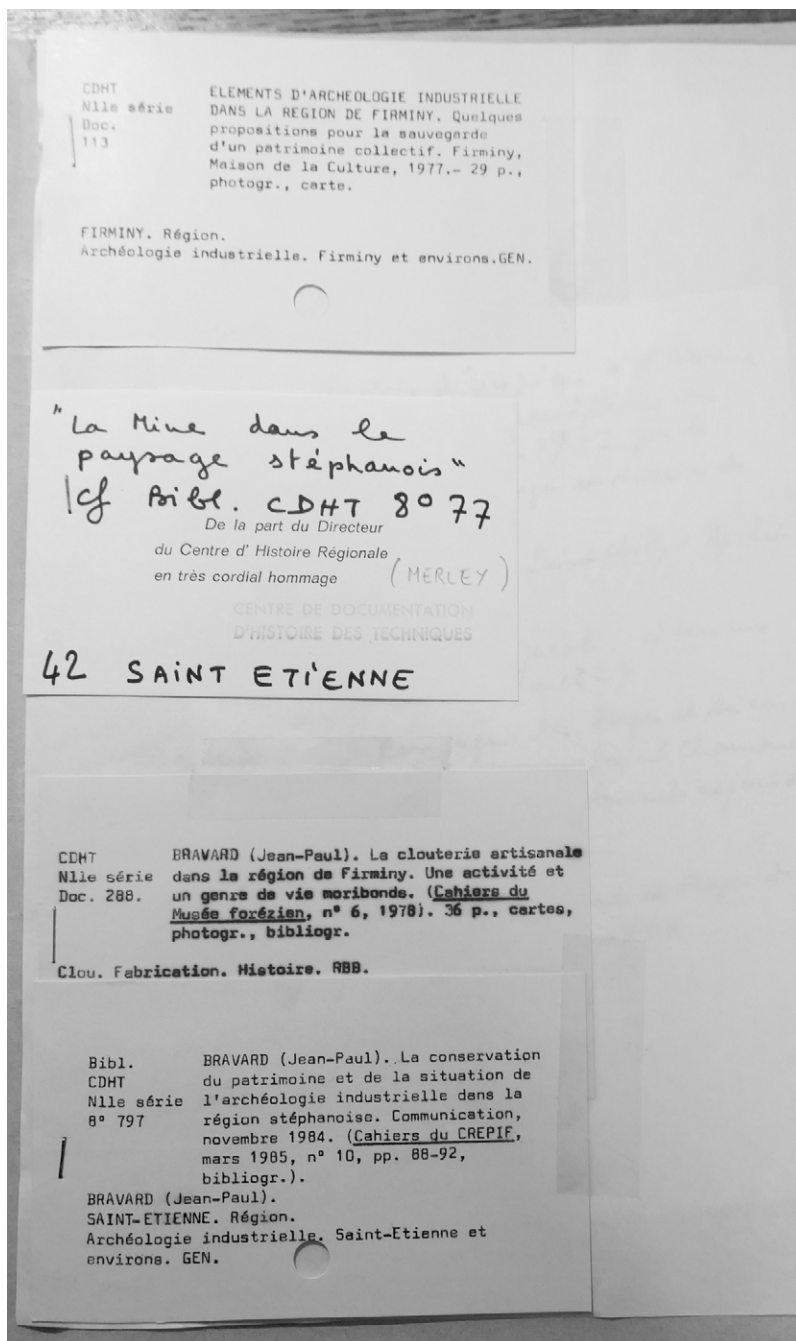 CDHT
Nlle série
Doc.
113
ELEMENTS D'ARCHEOLOGIE INDUSTRIELLE
DANS LA REGION DE FIRMINY. Quelques
propositions pour la sauvegarde
d'un patrimoine collectif. Firminy,
Maison de la Culture, 1977.- 29 p.,
photogr., carte.
FIRMINY. Région.
Archéologie industrielle. Firminy et environs.GEN.
"La Mine dans le
paysage stéphanois"
cf Bibl. CDHT 8° 77
De la part du Directeur
du Centre d'Histoire Régionale
en très cordial hommage (MERLEY)
CENTRE DE DOCUMENTATION
D'HISTOIRE DES TECHNIQUES
42 SAINT ETIENNE
CDHT
Nlle série
Doc. 288.
BRAVARD (Jean-Paul). La clouterie artisanale
dans la région de Firminy. Une activité et
un genre de vie moribonds. (Cahiers du
Musée forézien, n° 6, 1978). 36 p., cartes,
photogr., bibliogr.
Clou. Fabrication. Histoire. RBB.
Bibl.
CDHT
Nlle série
8° 797
BRAVARD (Jean-Paul). La conservation
du patrimoine et de la situation de
l'archéologie industrielle dans la
région stéphanoise. Communication,
novembre 1984. (Cahiers du CREPIF,
mars 1985, n° 10, pp. 88-92,
bibliogr.).
BRAVARD (Jean-Paul).
SAINT-ETIENNE. Région.
Archéologie industrielle. Saint-Etienne et
environs. GEN.